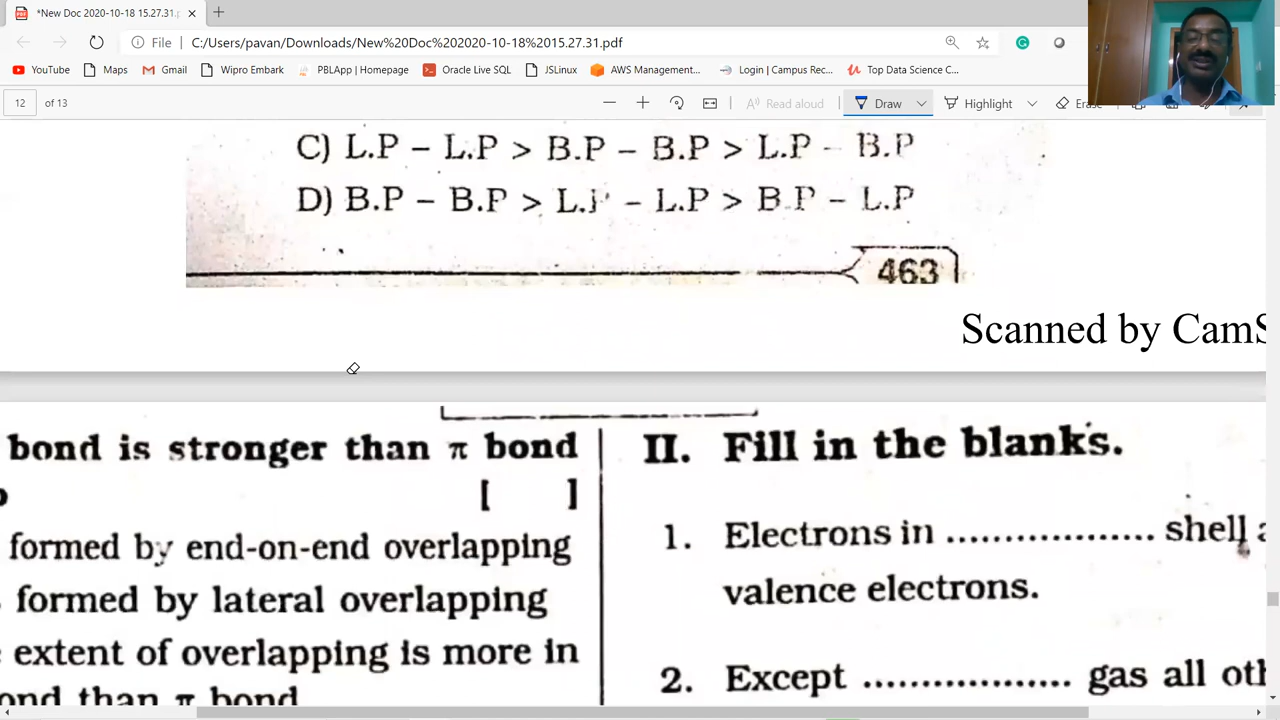 *New Doc 2020-10-18 15.27.31.p
File C:/Users/pavan/Downloads/New%20Doc%202020-10-18%2015.27.31.pdf
YouTube Maps Gmail Wipro Embark PBLApp | Homepage Oracle Live SQL JSLinux AWS Management... Login | Campus Rec... Top Data Science C...
12 of 13 Read aloud Draw Highlight Erase
C) L.P – L.P > B.P – B.P > L.P – B.P
D) B.P – B.P > L.P – L.P > B.P – L.P
463
Scanned by CamS
bond is stronger than π bond
[ ]
formed by end-on-end overlapping
formed by lateral overlapping
extent of overlapping is more in
ond than π bond
II. Fill in the blanks.
1. Electrons in .................. shell a
valence electrons.
2. Except .................. gas all oth